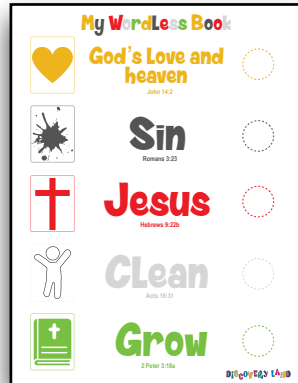 My WordLess Book
God's Love and
heaven
John 14:2
Sin
Romans 3:23
Jesus
Hebrews 9:22b
CLean
Acts 16:31
Grow
2 Peter 3:18a
DiScOVERy LAND